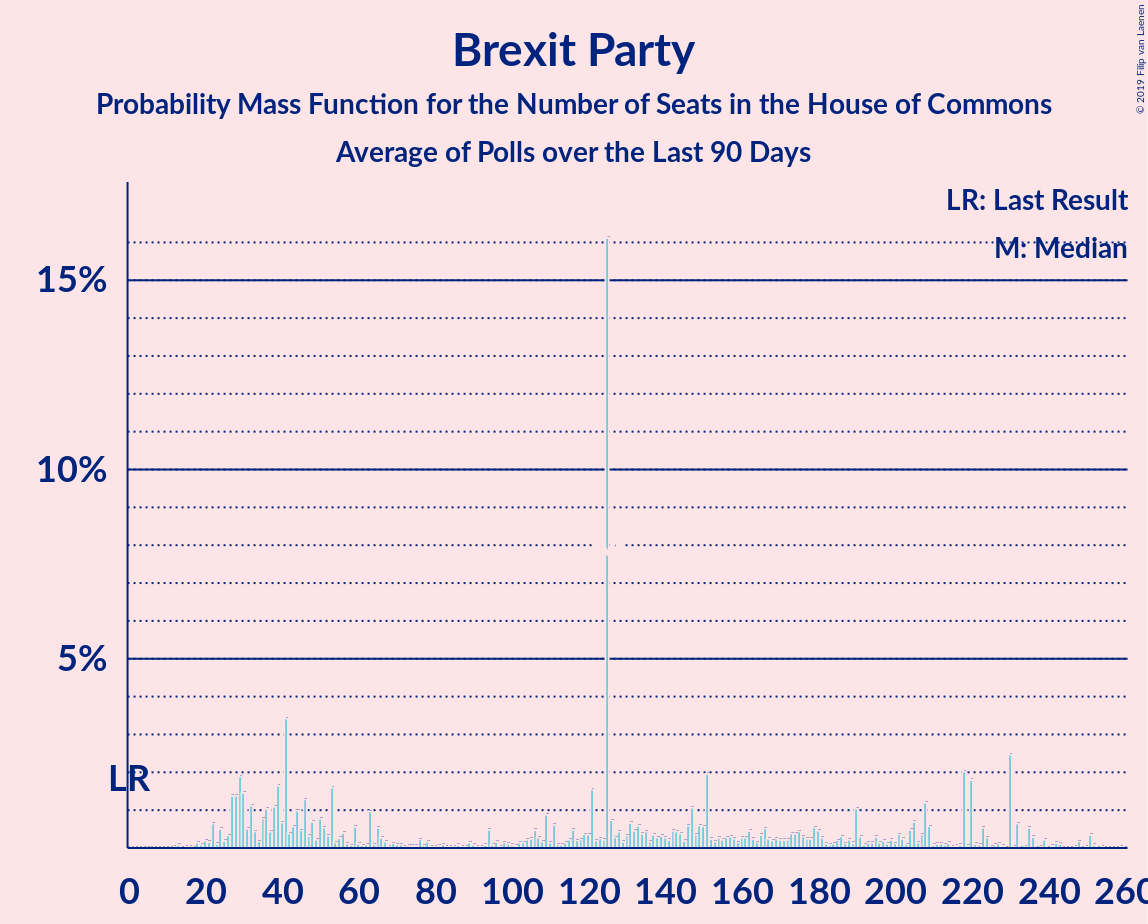 Brexit Party
Probability Mass Function for the Number of Seats in the House of Commons
Average of Polls over the Last 90 Days
© 2019 Filip van Laenen
LR: Last Result
M: Median
15%
10%
5%
LR
0 20 40 60 80 100 120 140 160 180 200 220 240 260